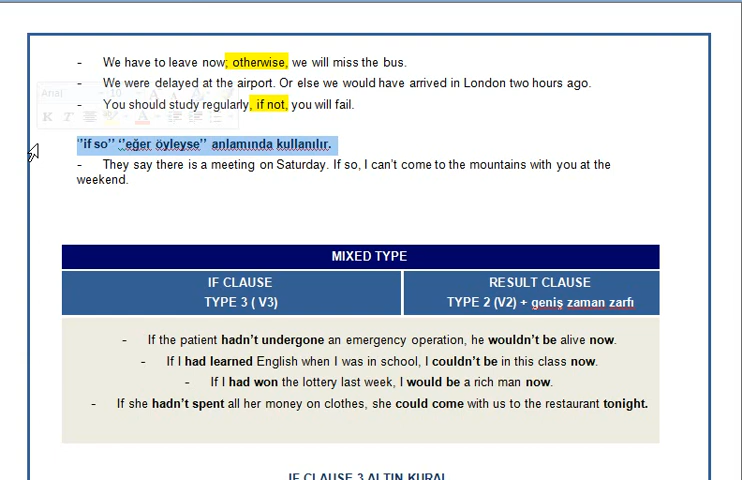 - We have to leave now; otherwise, we will miss the bus.
- We were delayed at the airport. Or else we would have arrived in London two hours ago.
Arial 10
- You should study regularly, if not, you will fail.
K T A
''if so'' ''eğer öyleyse'' anlamında kullanılır.
- They say there is a meeting on Saturday. If so, I can't come to the mountains with you at the
weekend.
MIXED TYPE
IF CLAUSE
TYPE 3 ( V3)
RESULT CLAUSE
TYPE 2 (V2) + geniş zaman zarfı
- If the patient hadn't undergone an emergency operation, he wouldn't be alive now.
- If I had learned English when I was in school, I couldn't be in this class now.
- If I had won the lottery last week, I would be a rich man now.
- If she hadn't spent all her money on clothes, she could come with us to the restaurant tonight.
IF CLAUSE 3 ALTIN KURAL